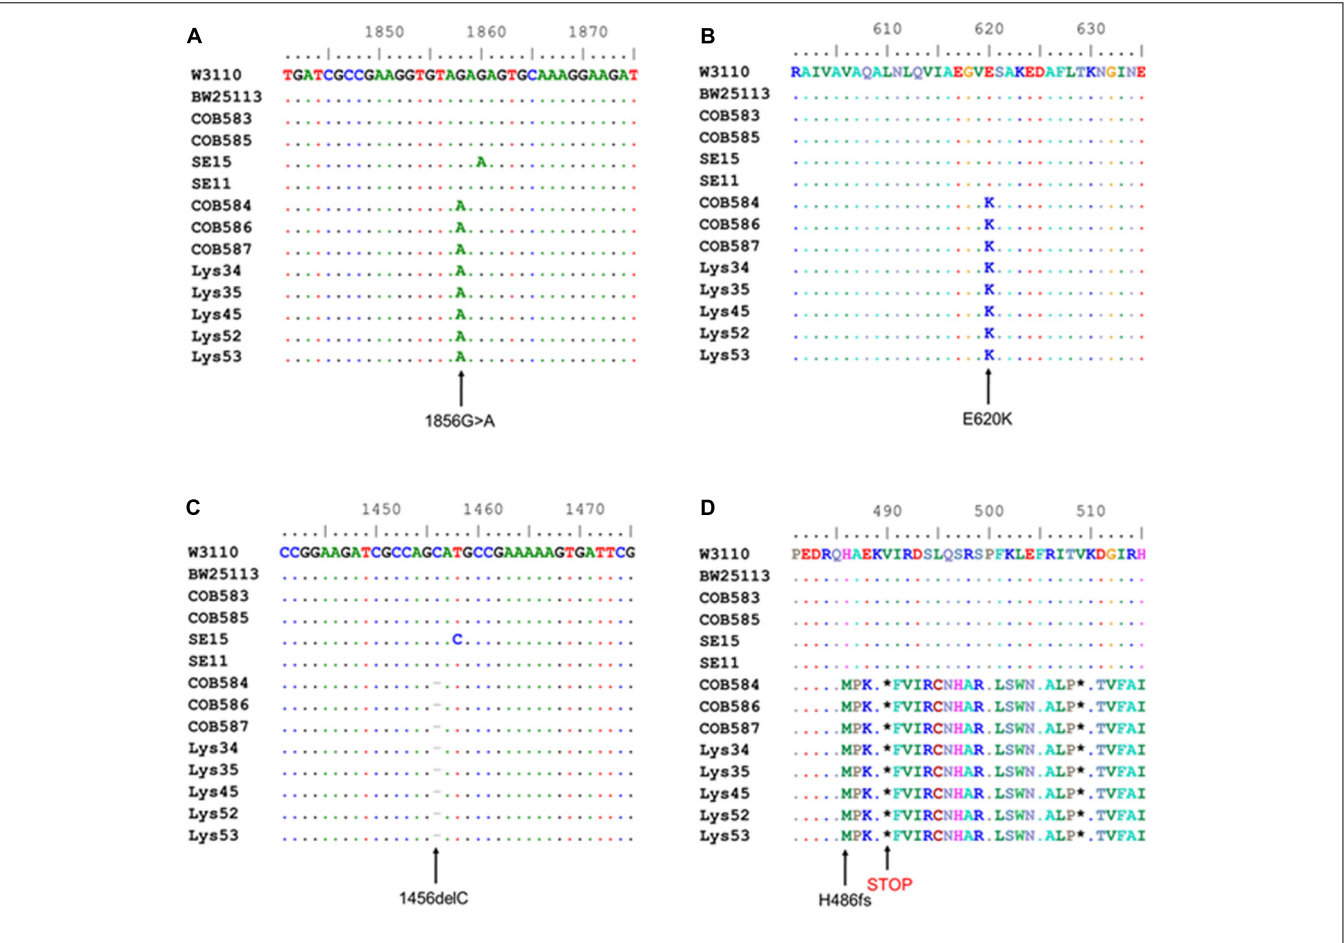 A
1850 1860 1870
W3110 TGATCGCCGAAGGTGTAGAGAGTGCAAAGGAAGAT
BW25113
COB583
COB585
SE15 A
SE11
COB584 A
COB586 A
COB587 A
Lys34 A
Lys35 A
Lys45 A
Lys52 A
Lys53 A
1856G>A
B
610 620 630
W3110 RAIVAVAQALNLQVIAEGVESAKEDAFLTKNGINE
BW25113
COB583
COB585
SE15
SE11
COB584 K
COB586 K
COB587 K
Lys34 K
Lys35 K
Lys45 K
Lys52 K
Lys53 K
E620K
C
1450 1460 1470
W3110 CCGGAAGATCGCCAGCATGCCGAAAAAGTGATTCG
BW25113
COB583
COB585
SE15 C
SE11
COB584 -
COB586 -
COB587 -
Lys34 -
Lys35 -
Lys45 -
Lys52 -
Lys53 -
1456delC
D
490 500 510
W3110 PEDRQHAEKVIRDSLQSRSPFKLEFRITVKDGIRH
BW25113
COB583
COB585
SE15
SE11
COB584 .....MPK.*FVIRCNHAR.LSWN.ALP*.TVFAI
COB586 .....MPK.*FVIRCNHAR.LSWN.ALP*.TVFAI
COB587 .....MPK.*FVIRCNHAR.LSWN.ALP*.TVFAI
Lys34 .....MPK.*FVIRCNHAR.LSWN.ALP*.TVFAI
Lys35 .....MPK.*FVIRCNHAR.LSWN.ALP*.TVFAI
Lys45 .....MPK.*FVIRCNHAR.LSWN.ALP*.TVFAI
Lys52 .....MPK.*FVIRCNHAR.LSWN.ALP*.TVFAI
Lys53 .....MPK.*FVIRCNHAR.LSWN.ALP*.TVFAI
STOP
H486fs